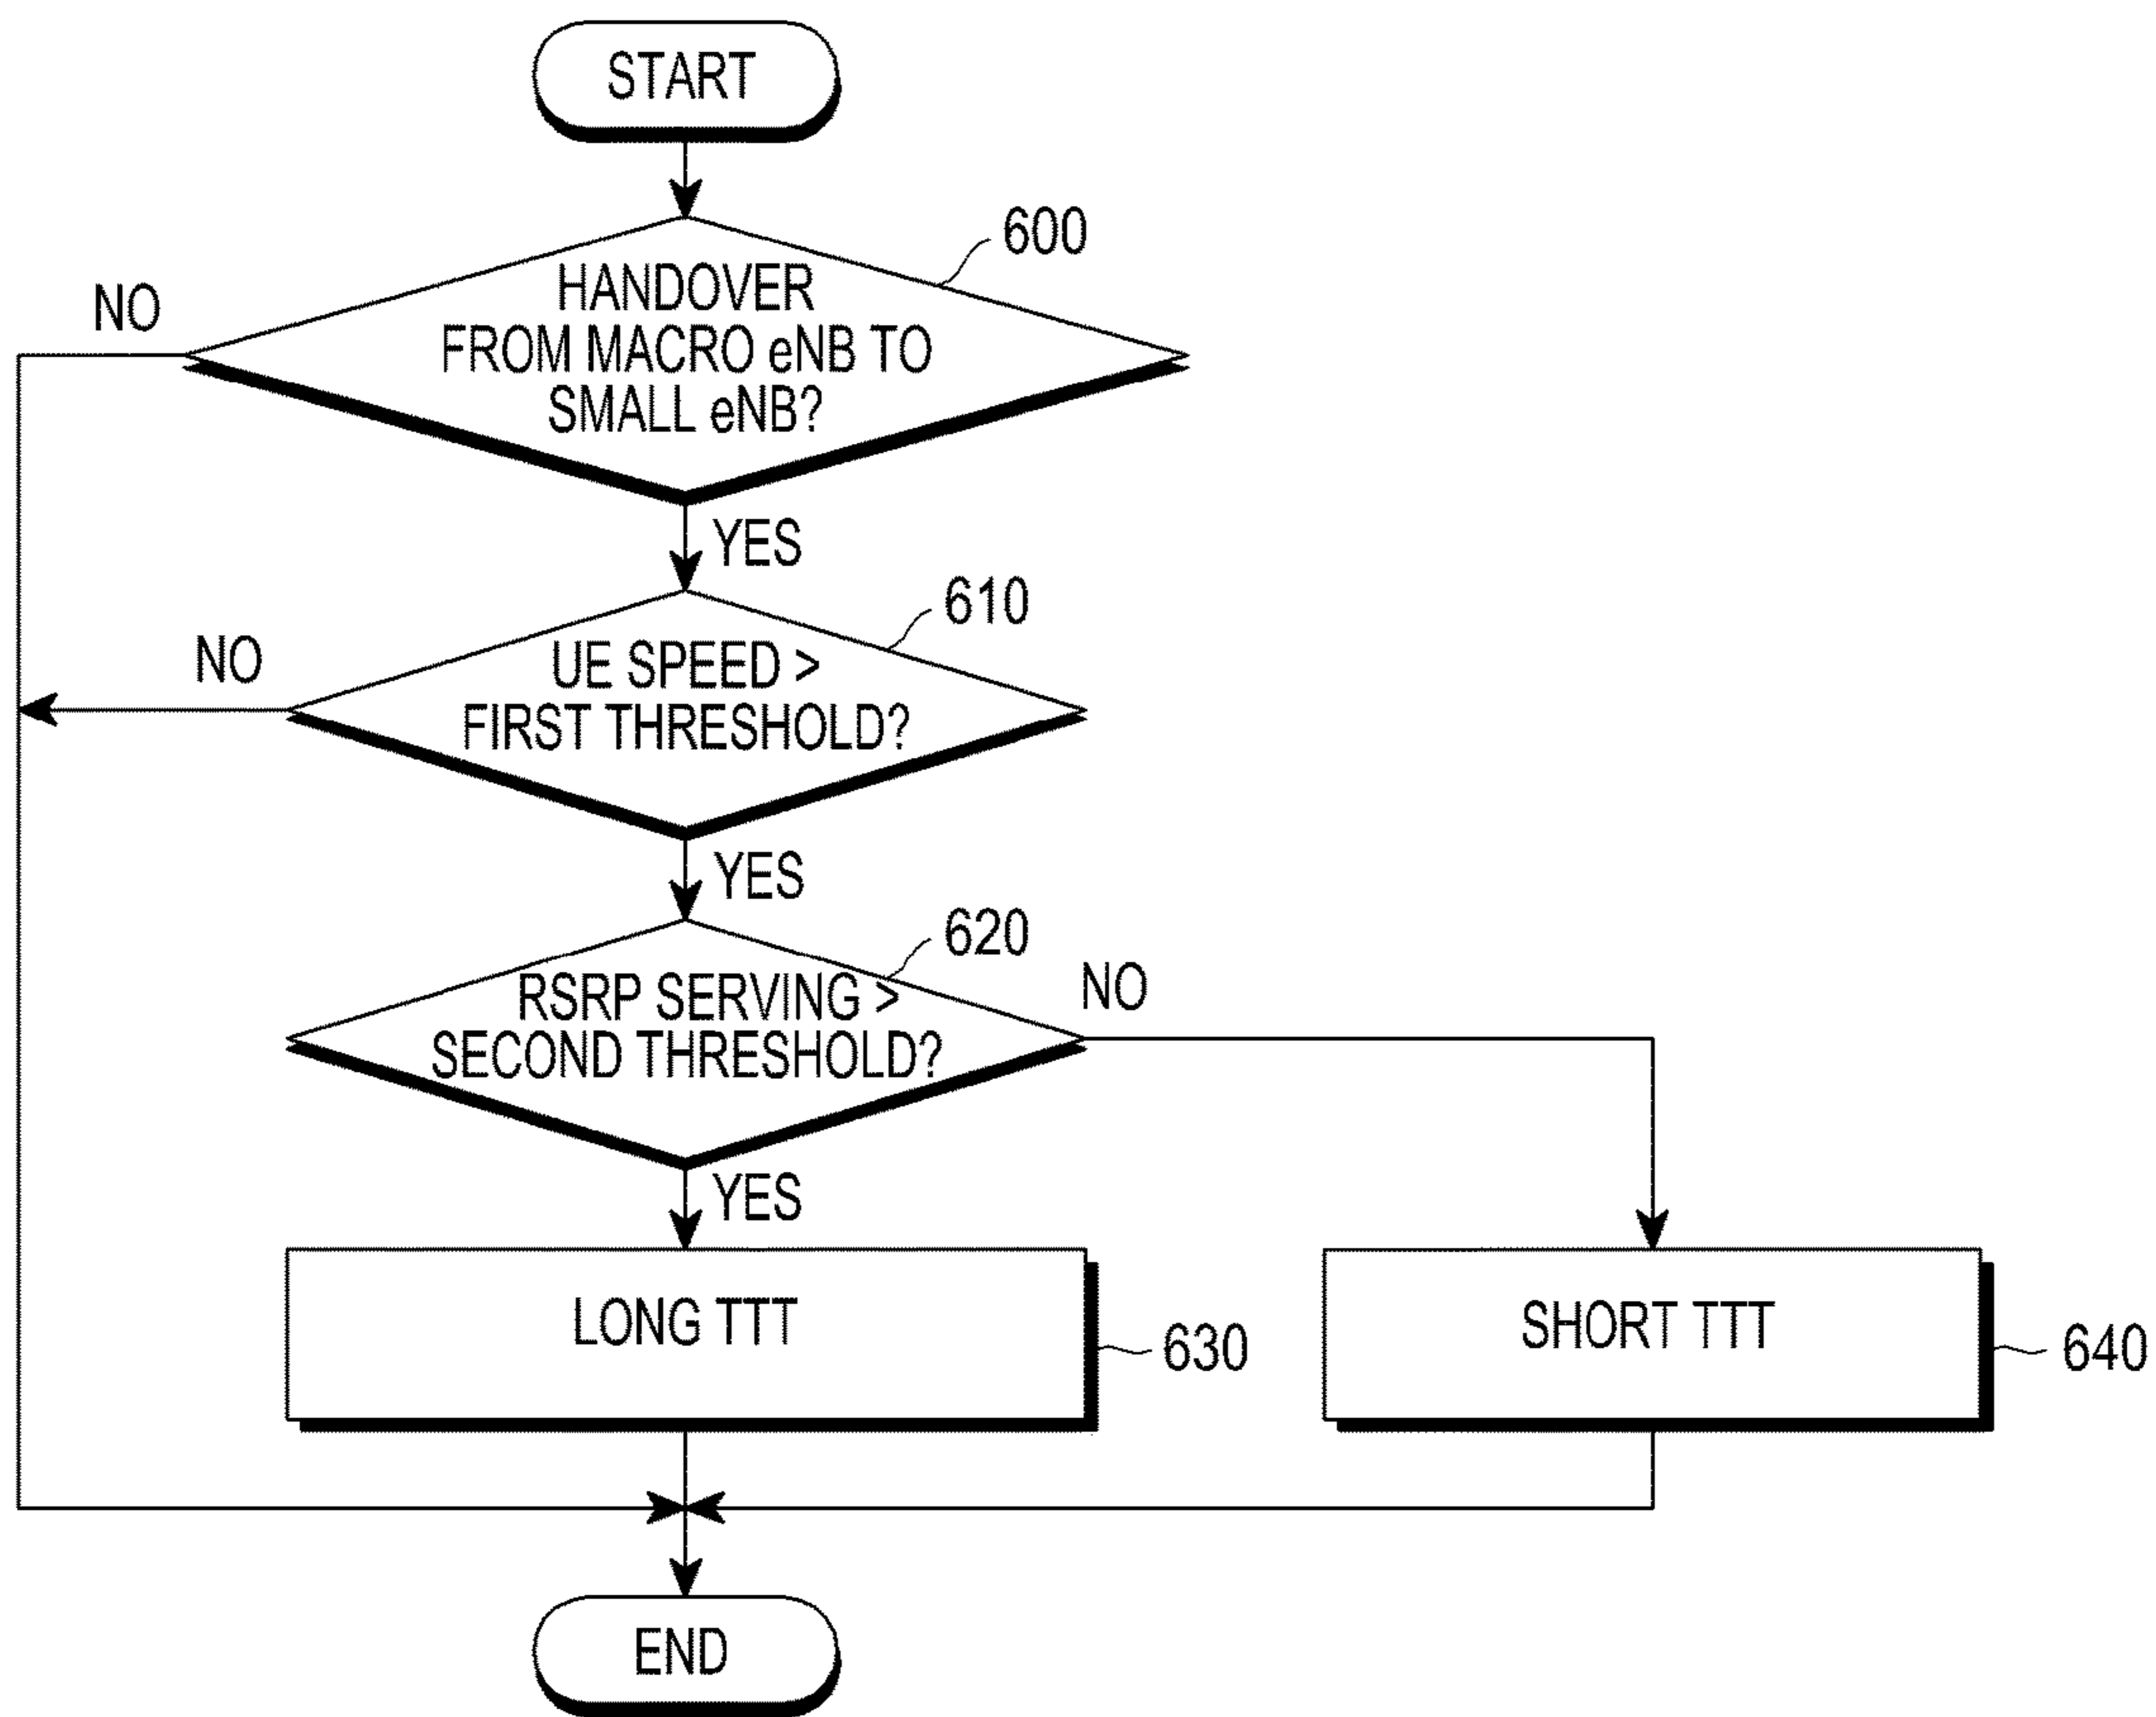 START
600
HANDOVER
FROM MACRO eNB TO
SMALL eNB?
NO
YES
610
UE SPEED >
FIRST THRESHOLD?
NO
YES
620
RSRP SERVING >
SECOND THRESHOLD?
NO
YES
LONG TTT
630
SHORT TTT
640
END